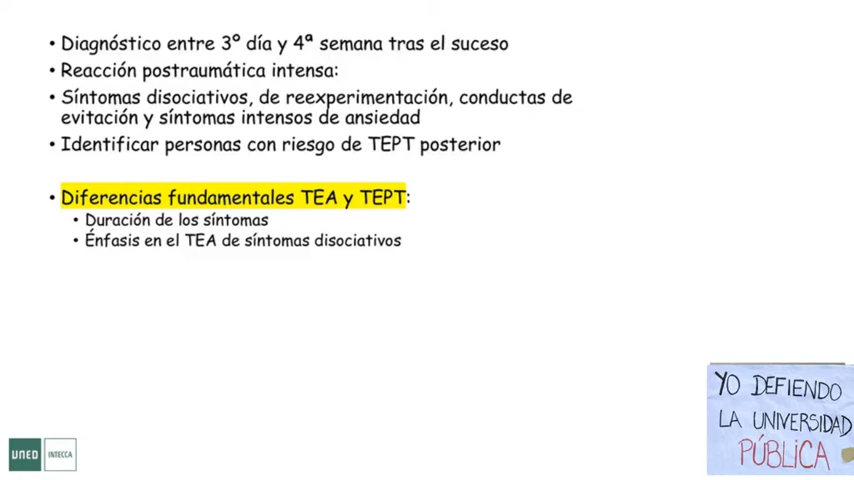 • Diagnóstico entre 3º día y 4ª semana tras el suceso
• Reacción postraumática intensa:
• Síntomas disociativos, de reexperimentación, conductas de
evitación y síntomas intensos de ansiedad
• Identificar personas con riesgo de TEPT posterior
• Diferencias fundamentales TEA y TEPT:
• Duración de los síntomas
• Énfasis en el TEA de síntomas disociativos
YO DEFIENDO
LA UNIVERSIDAD
PÚBLICA
UNED INTECCA